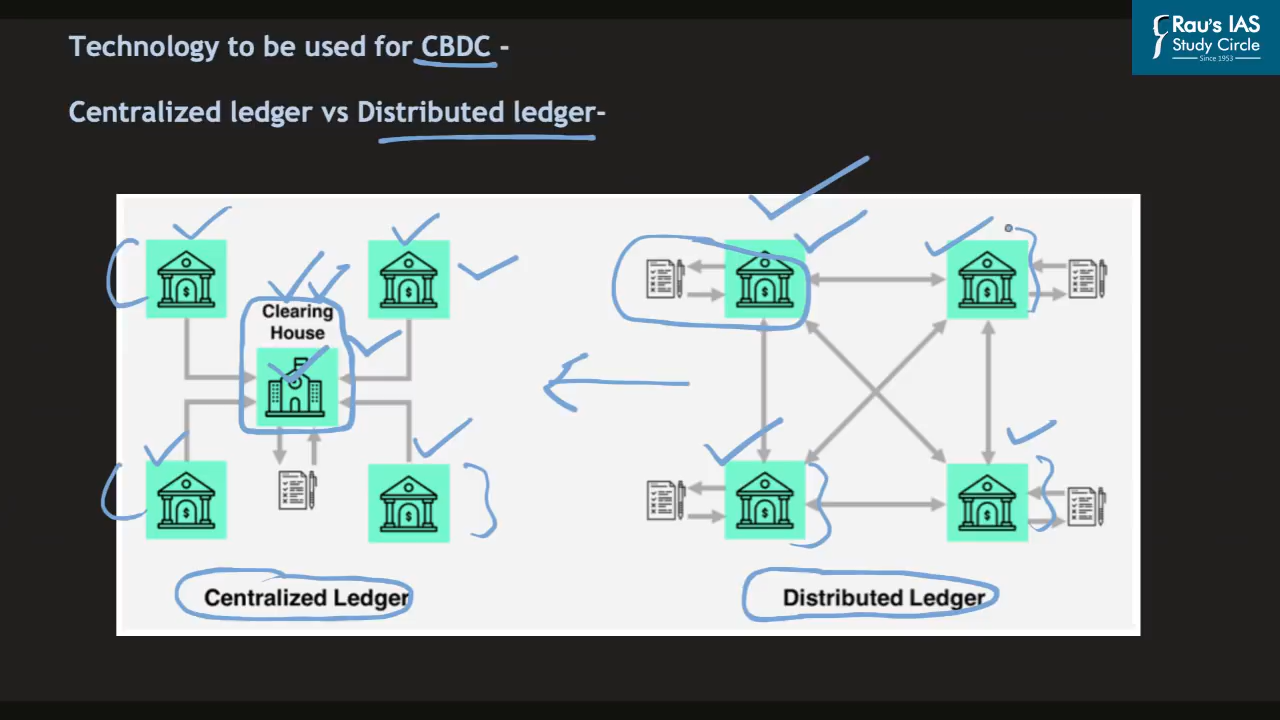 Rau's IAS
Study Circle
Since 1953
Technology to be used for CBDC -
Centralized ledger vs Distributed ledger-
Clearing
House
$
$
$
$
$
$
$
$
Centralized Ledger
Distributed Ledger